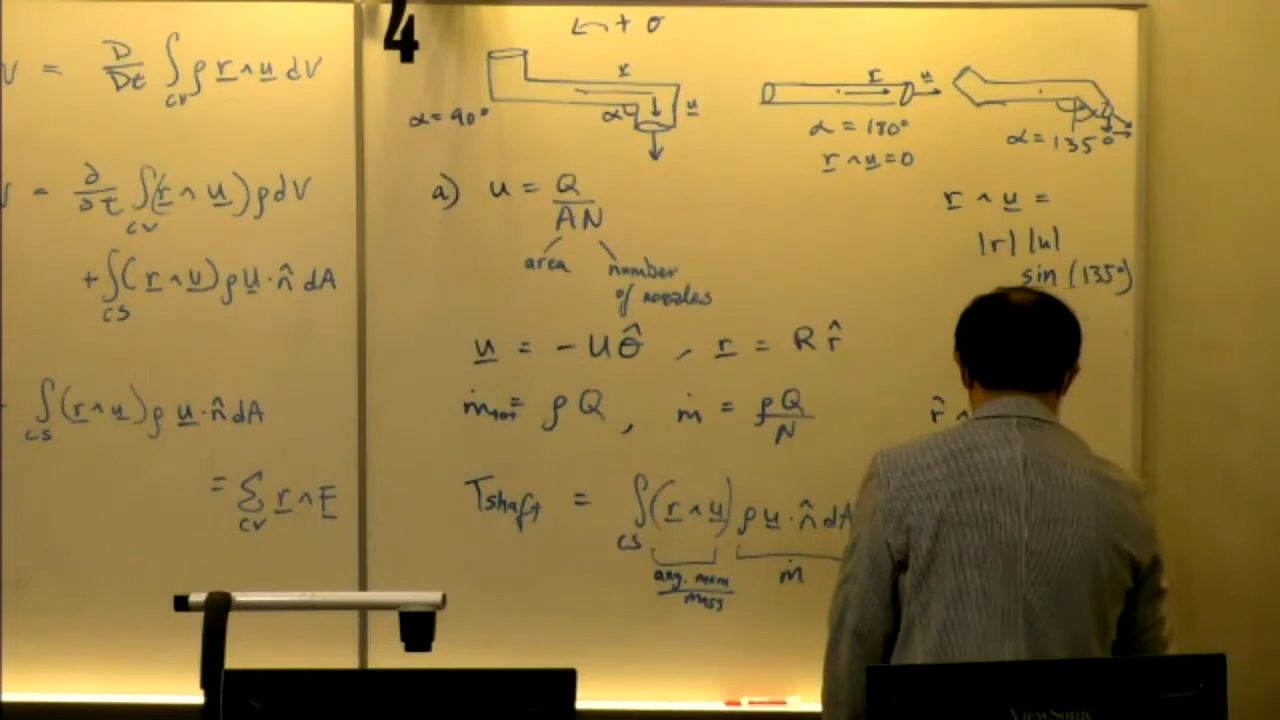 V = D/Dt ∫CV ρ r ∧ u dV
= ∂/∂t ∫CV (r ∧ u) ρ dV
+ ∫CS (r ∧ u) ρ u · n̂ dA
∫CS (r ∧ u) ρ u · n̂ dA
= ∑CV r ∧ F
4
+ θ
r
α = 90°
α
u
r
u
α = 180°
r ∧ u = 0
α = 135°
a) u = Q/AN
area
number of nozzles
r ∧ u =
|r| |u|
sin (135°)
u = - U θ̂ , r = R r̂
ṁtot = ρ Q , ṁ = ρQ/N
r̂ ∧
Tshaft = ∫CS (r ∧ u) ρ u · n̂ dA
ang. mom/mass
ṁ
ViewSonic